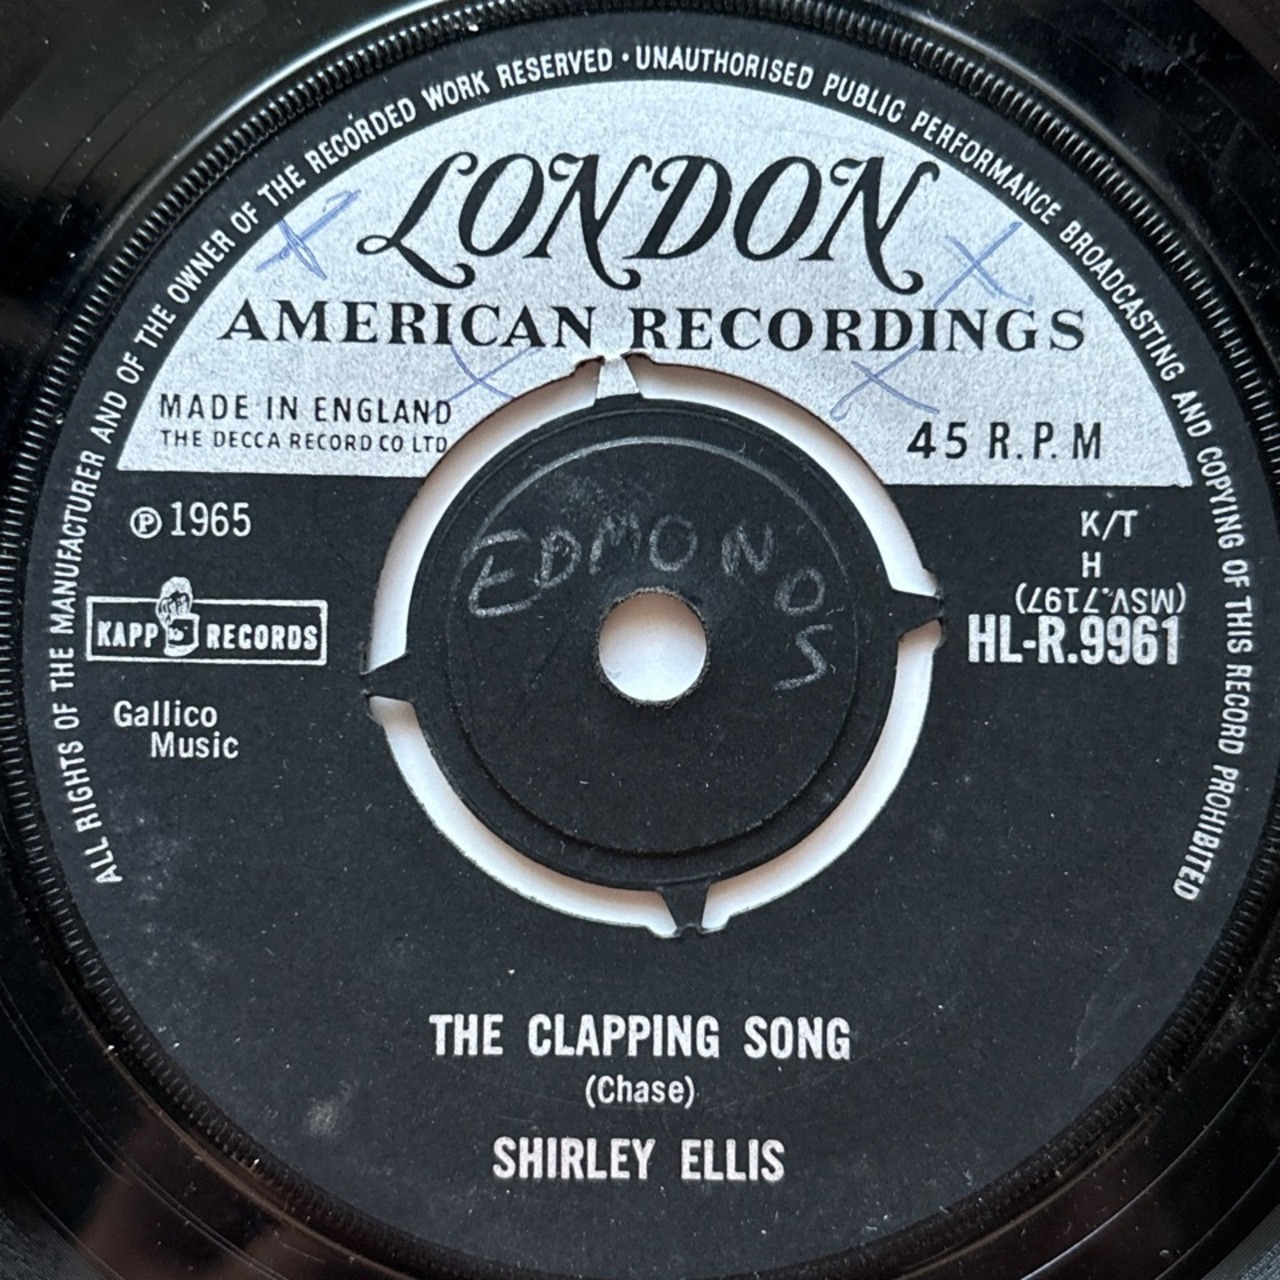 ALL RIGHTS OF THE MANUFACTURER AND OF THE OWNER OF THE RECORDED WORK RESERVED · UNAUTHORISED PUBLIC PERFORMANCE BROADCASTING AND COPYING OF THIS RECORD PROHIBITED
LONDON
AMERICAN RECORDINGS
MADE IN ENGLAND
THE DECCA RECORD CO LTD
45 R.P.M
℗ 1965
K/T
H
(MSV.7197)
HL-R.9961
KAPP RECORDS
Gallico
Music
EDMONDS
THE CLAPPING SONG
(Chase)
SHIRLEY ELLIS